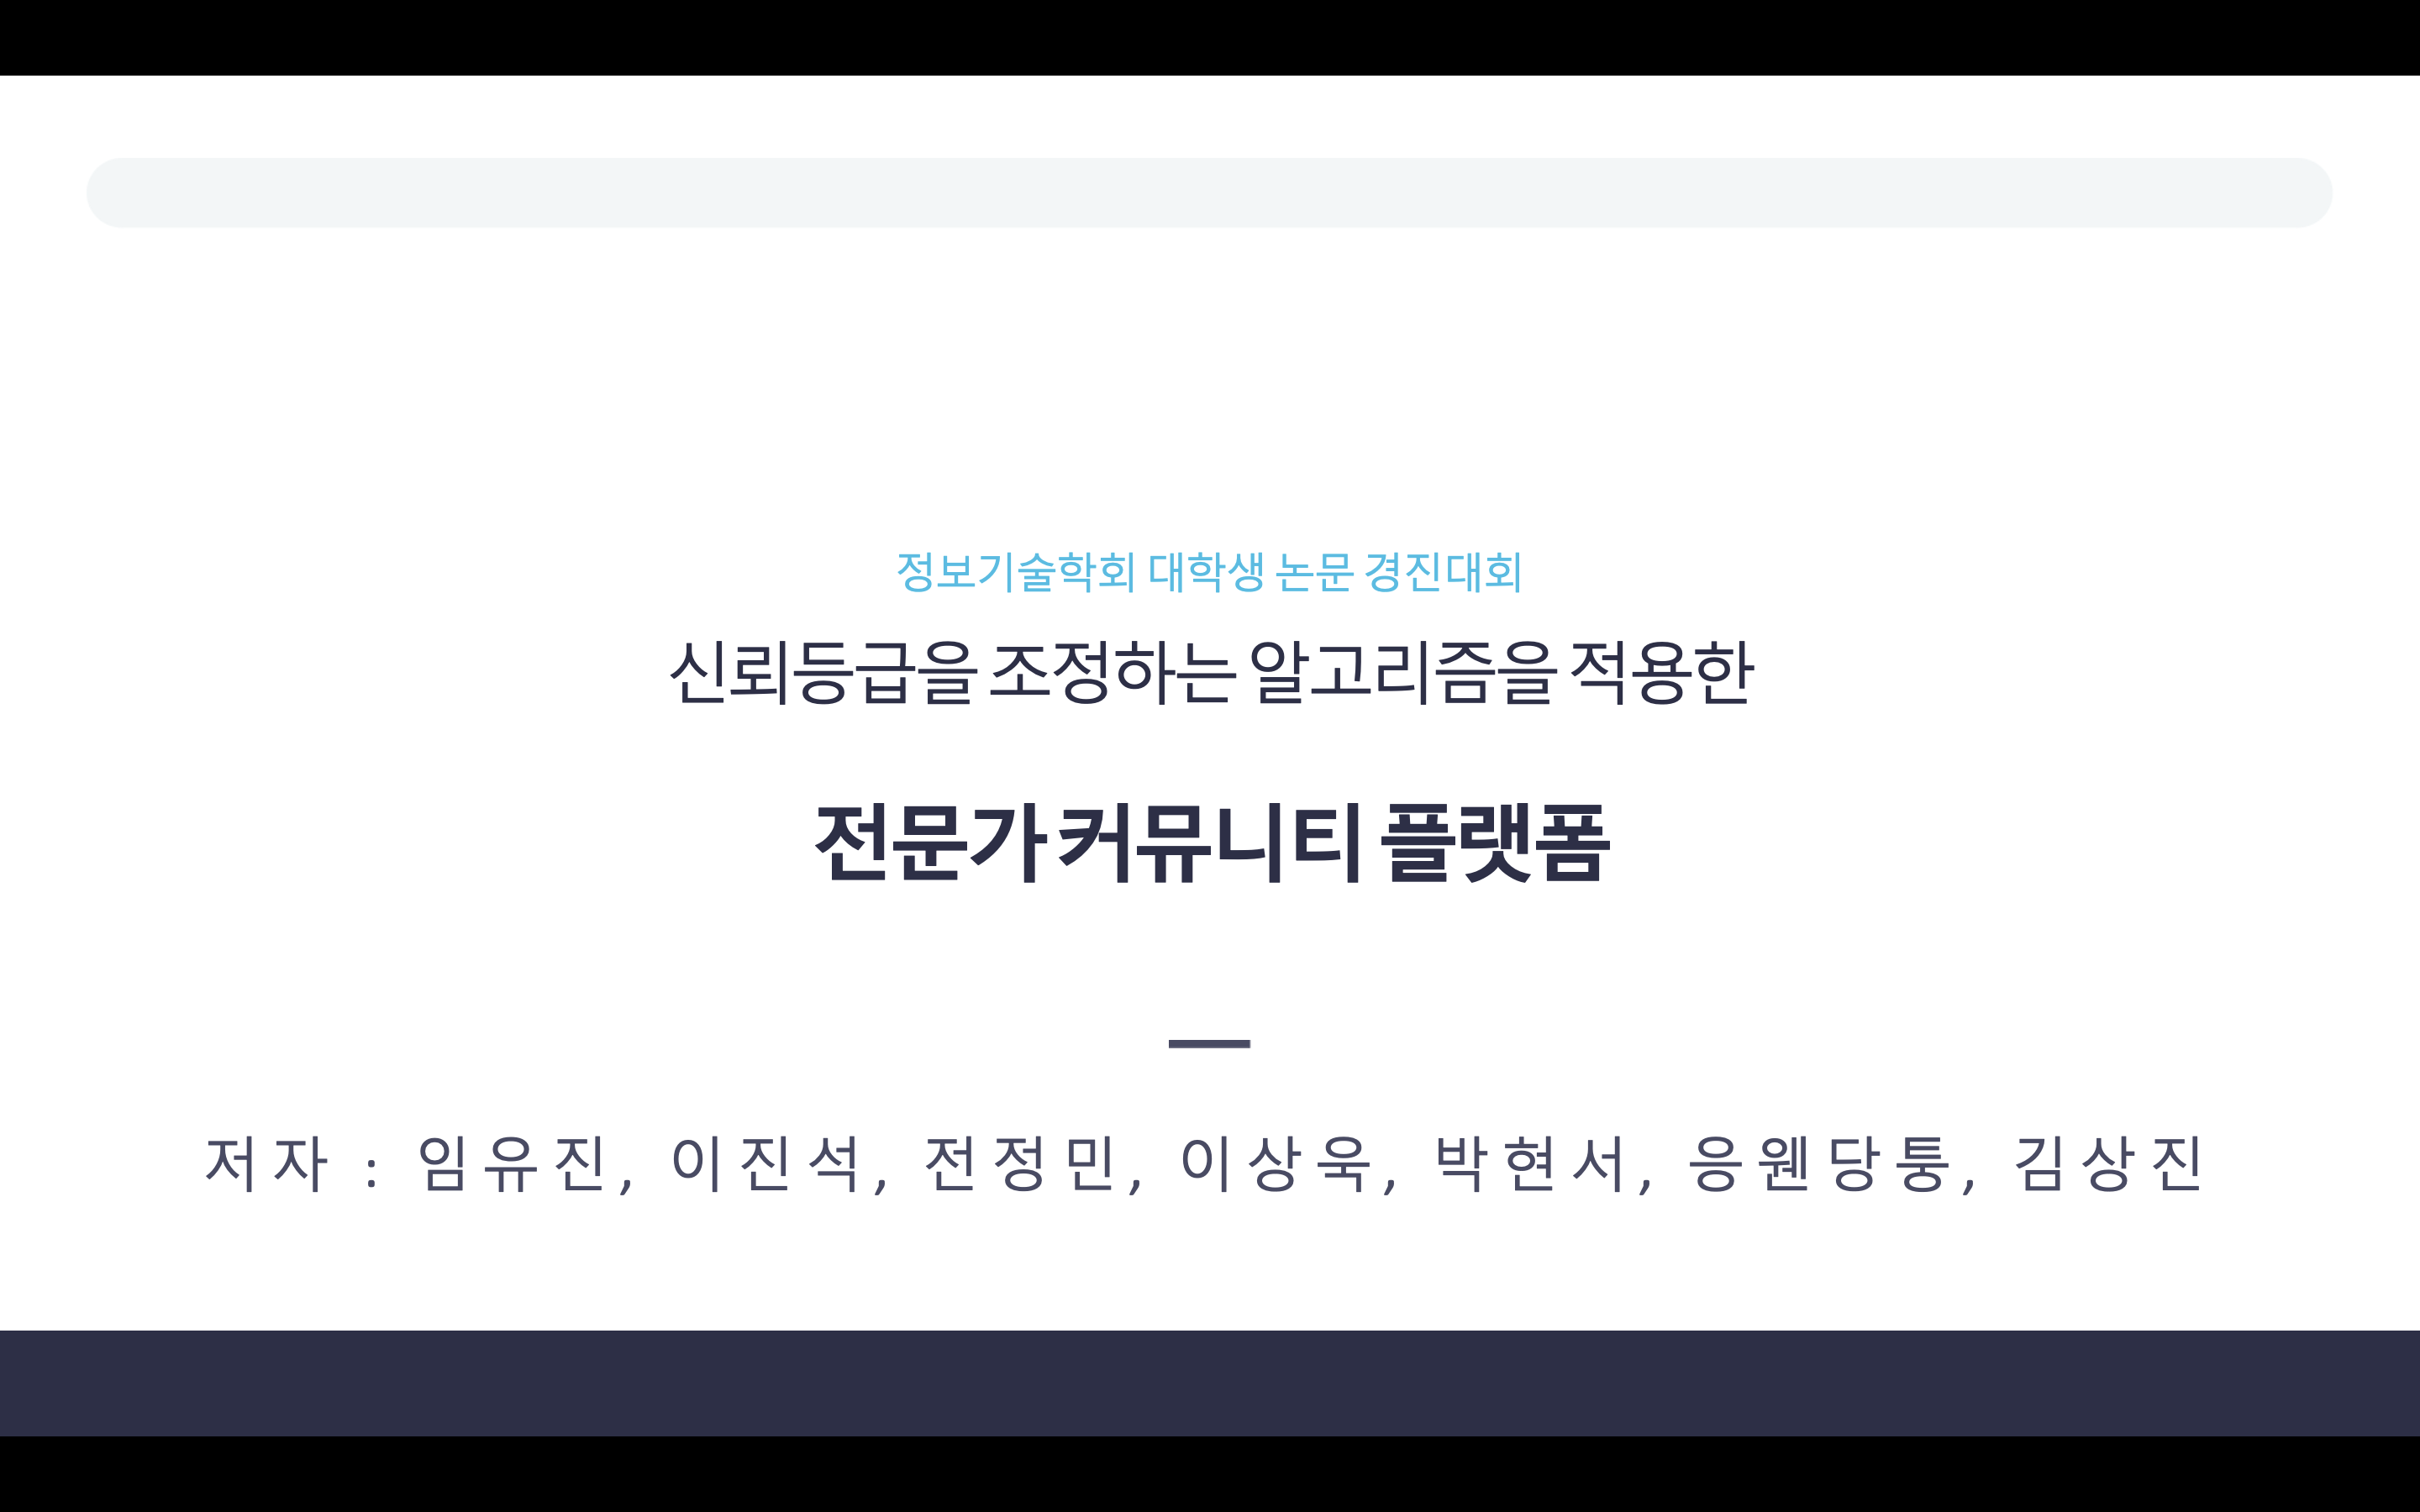 정보기술학회 대학생 논문 경진대회
신뢰등급을 조정하는 알고리즘을 적용한
전문가 커뮤니티 플랫폼
저자 : 임유진, 이진석, 전정민, 이상욱, 박현서, 응웬당통, 김상진